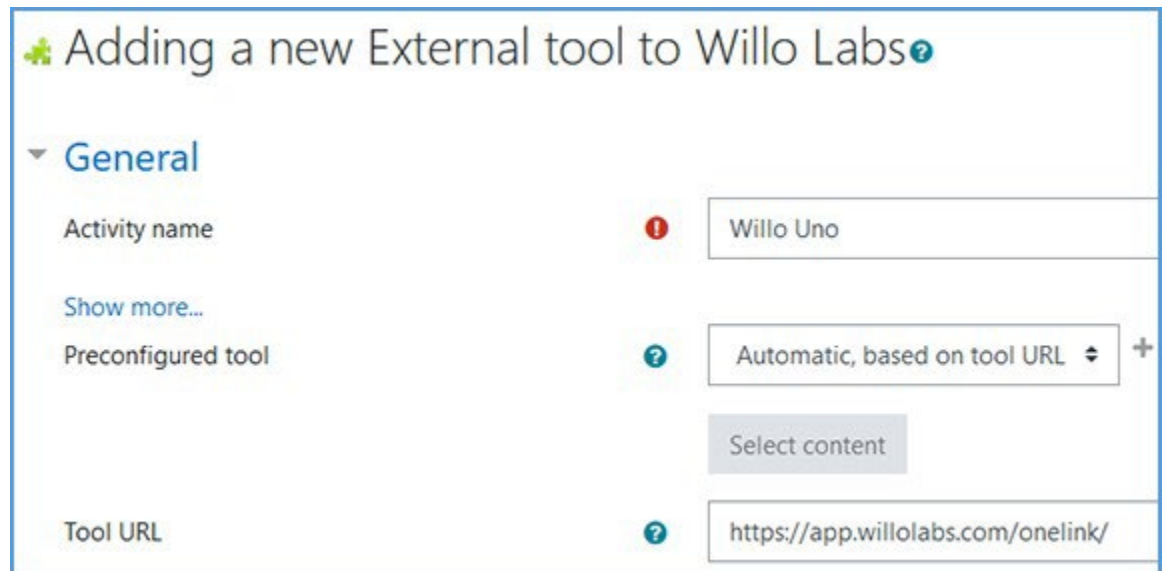 Adding a new External tool to Willo Labs
General
Activity name
Willo Uno
Show more...
Preconfigured tool
Automatic, based on tool URL
Select content
Tool URL
https://app.willolabs.com/onelink/